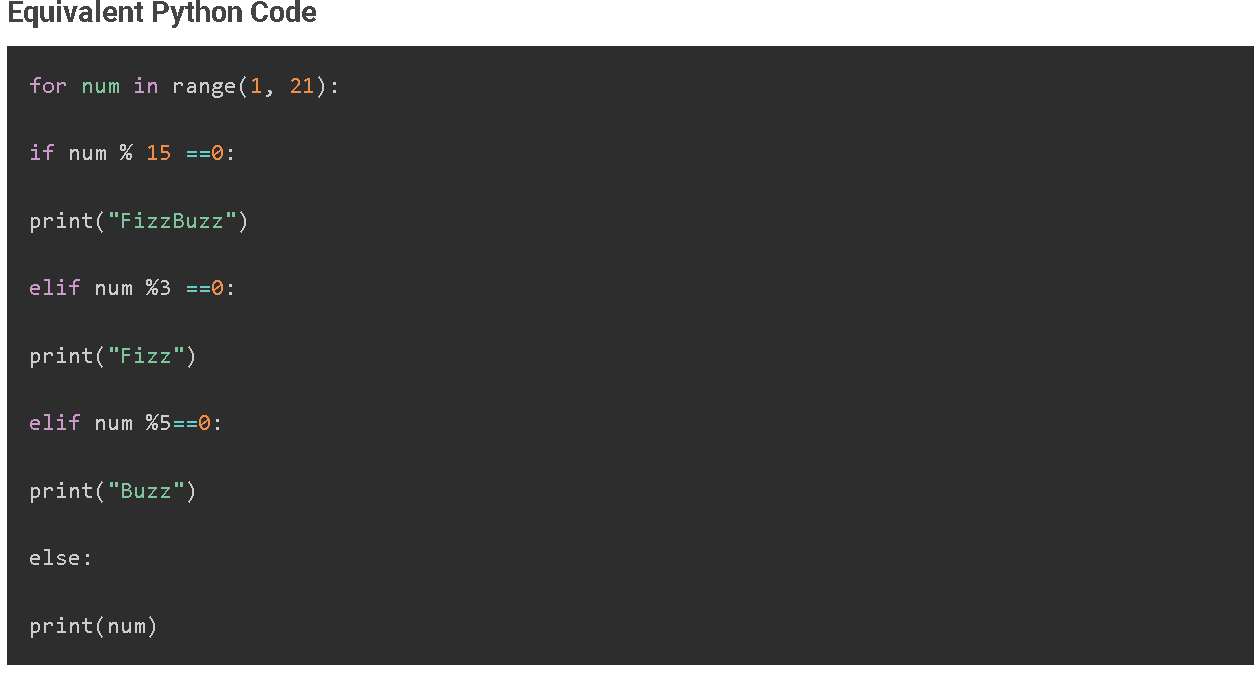 Equivalent Python Code
for num in range(1, 21):
if num % 15 ==0:
print("FizzBuzz")
elif num %3 ==0:
print("Fizz")
elif num %5==0:
print("Buzz")
else:
print(num)